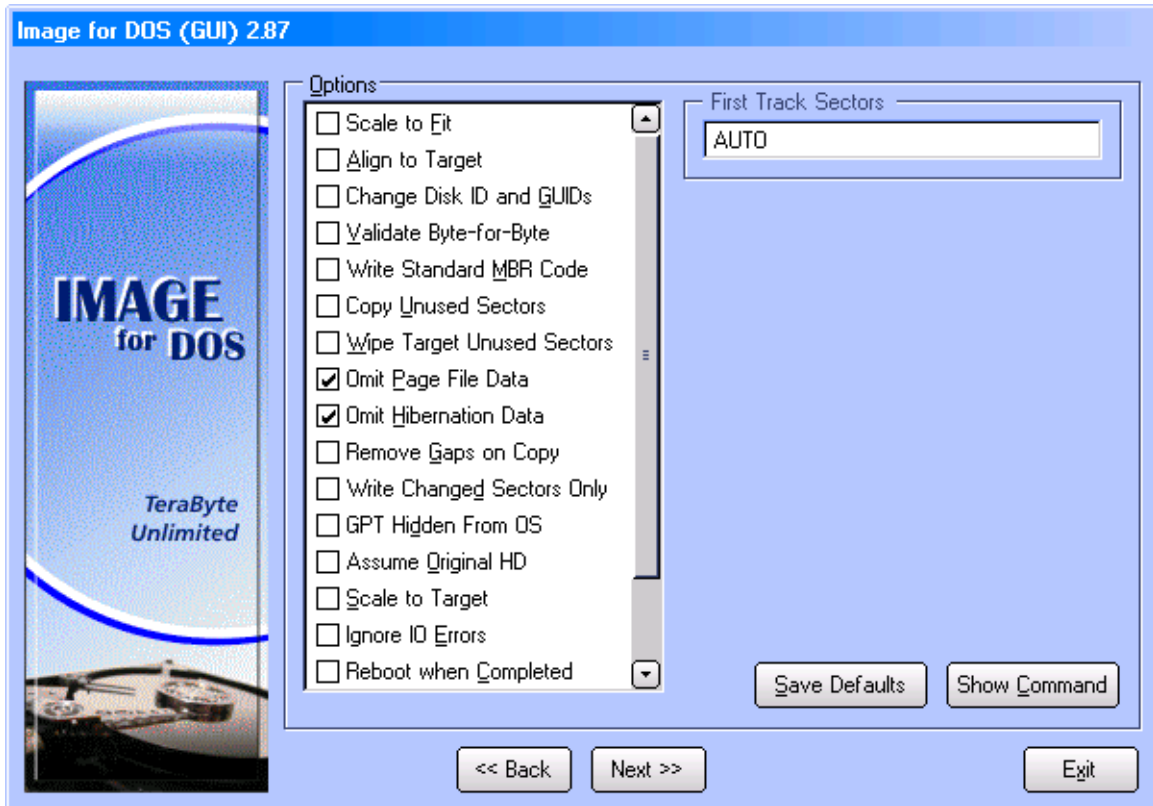 Image for DOS (GUI) 2.87
IMAGE
for DOS
TeraByte
Unlimited
Options
Scale to Fit
Align to Target
Change Disk ID and GUIDs
Validate Byte-for-Byte
Write Standard MBR Code
Copy Unused Sectors
Wipe Target Unused Sectors
Omit Page File Data
Omit Hibernation Data
Remove Gaps on Copy
Write Changed Sectors Only
GPT Hidden From OS
Assume Original HD
Scale to Target
Ignore IO Errors
Reboot when Completed
First Track Sectors
AUTO
Save Defaults
Show Command
<< Back
Next >>
Exit